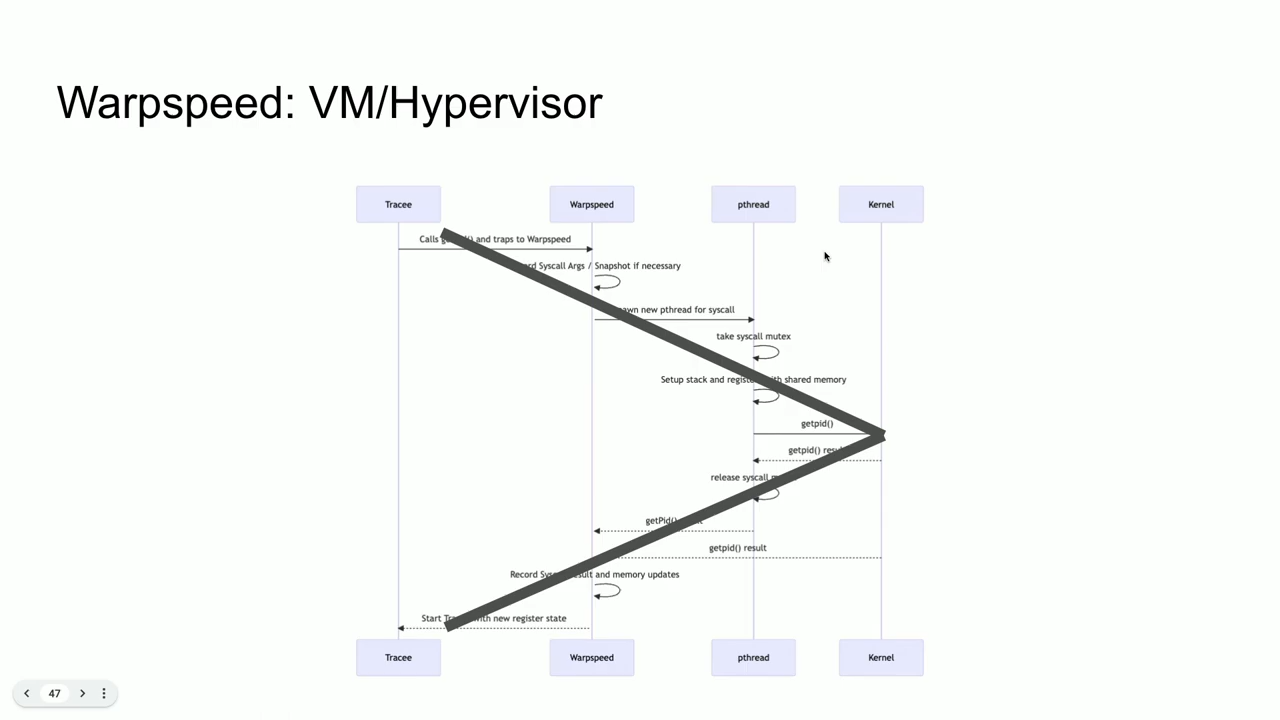 Warpspeed: VM/Hypervisor
Tracee Warpspeed pthread Kernel
Calls and traps to Warpspeed
Syscall Args / Snapshot if necessary
new pthread for syscall
take syscall mutex
Setup stack and with shared memory
getpid()
getpid()
release syscall
getpid() result
Record and memory updates
Start with new register state
Tracee Warpspeed pthread Kernel
47